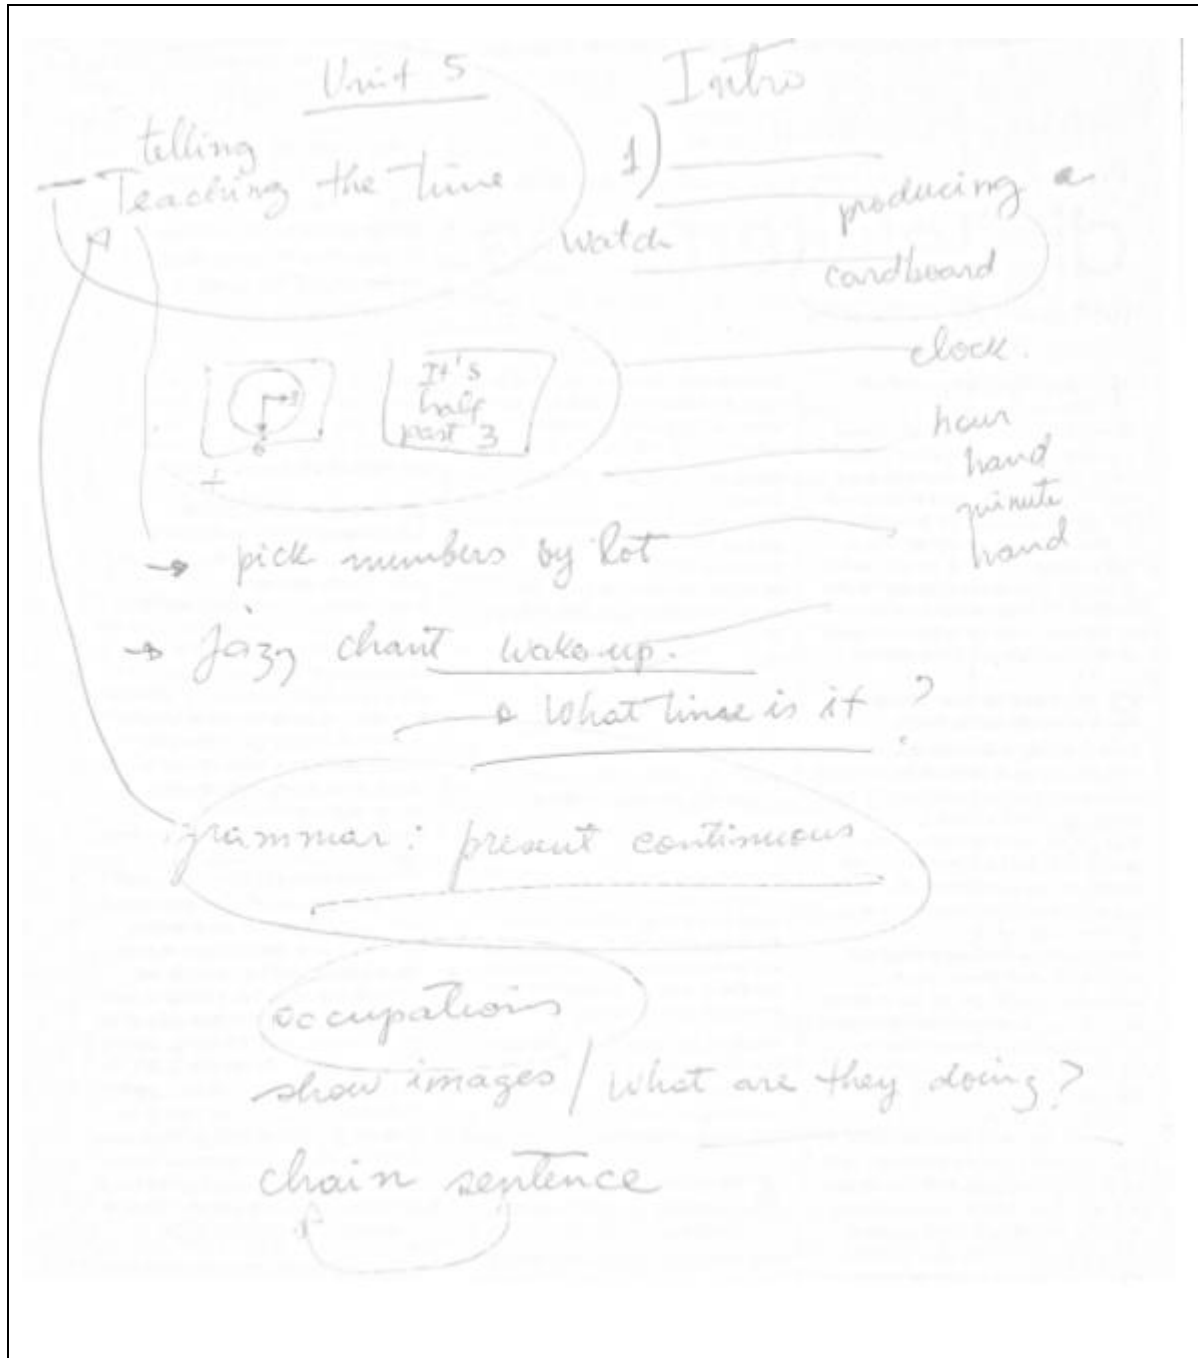 Unit 5
telling
Teaching the time
It's
half
past 3
3
6
→ pick numbers by lot
→ Jazz chant wake-up.
→ What time is it ?
grammar: present continuous
occupations
show images / What are they doing?
chain sentence
Intro
1)
producing a
watch
cardboard
clock.
hour
hand
minute
hand